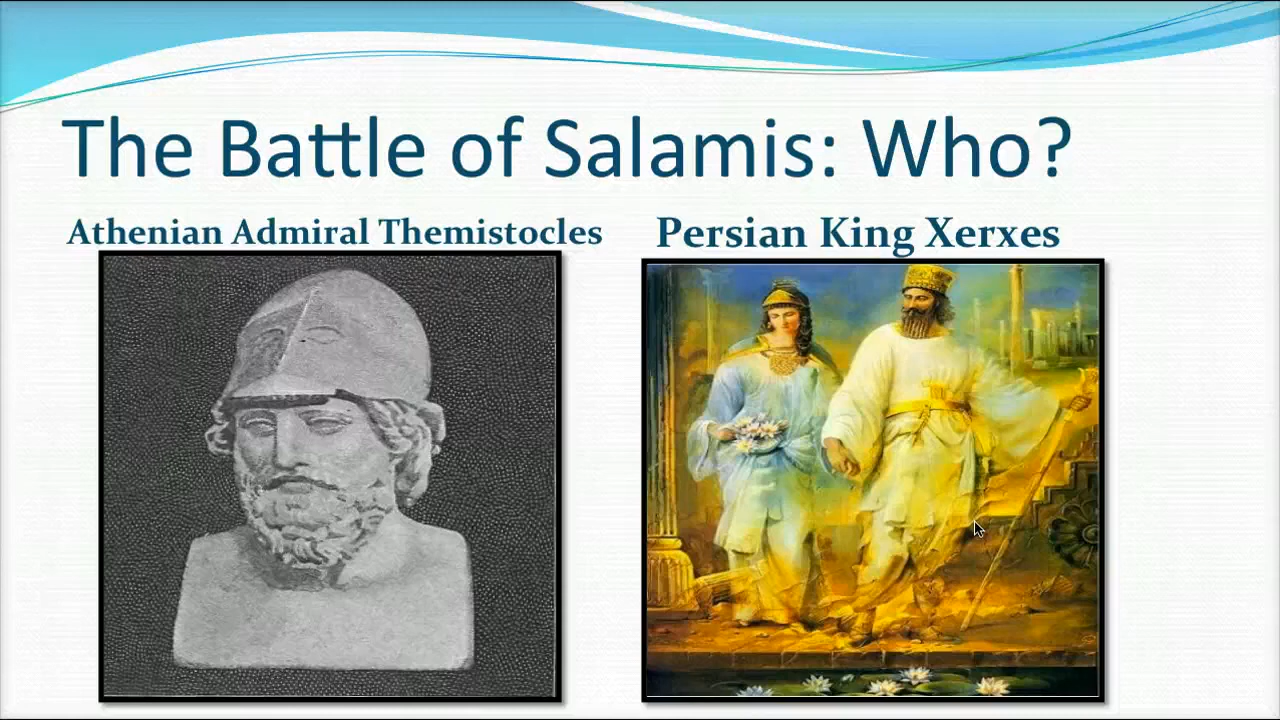 The Battle of Salamis: Who?
Athenian Admiral Themistocles
Persian King Xerxes